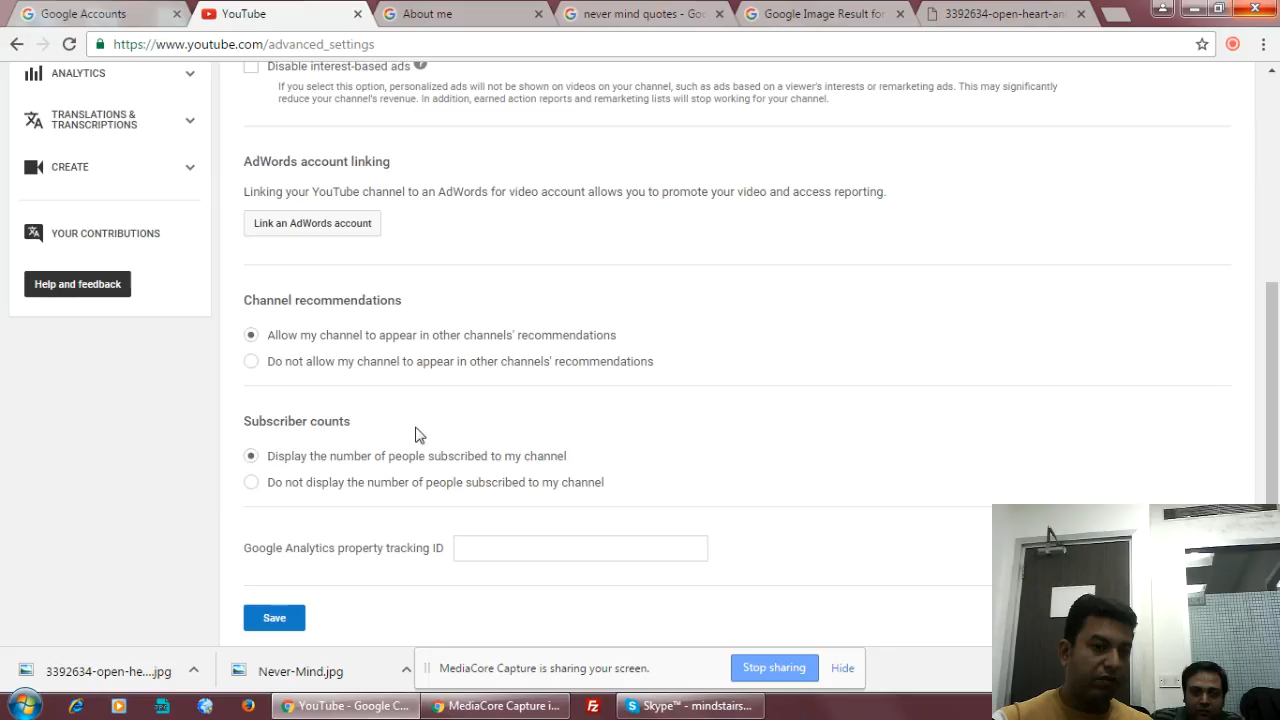 Google Accounts
YouTube
About me
never mind quotes - Goo
Google Image Result for
3392634-open-heart-and
https://www.youtube.com/advanced_settings
ANALYTICS
TRANSLATIONS &
TRANSCRIPTIONS
CREATE
YOUR CONTRIBUTIONS
Help and feedback
Disable interest-based ads
If you select this option, personalized ads will not be shown on videos on your channel, such as ads based on a viewer's interests or remarketing ads. This may significantly
reduce your channel's revenue. In addition, earned action reports and remarketing lists will stop working for your channel.
AdWords account linking
Linking your YouTube channel to an AdWords for video account allows you to promote your video and access reporting.
Link an AdWords account
Channel recommendations
Allow my channel to appear in other channels' recommendations
Do not allow my channel to appear in other channels' recommendations
Subscriber counts
Display the number of people subscribed to my channel
Do not display the number of people subscribed to my channel
Google Analytics property tracking ID
Save
3392634-open-he....jpg
Never-Mind.jpg
MediaCore Capture is sharing your screen.
Stop sharing
Hide
YouTube - Google C...
MediaCore Capture i...
Skype™ - mindstairs...